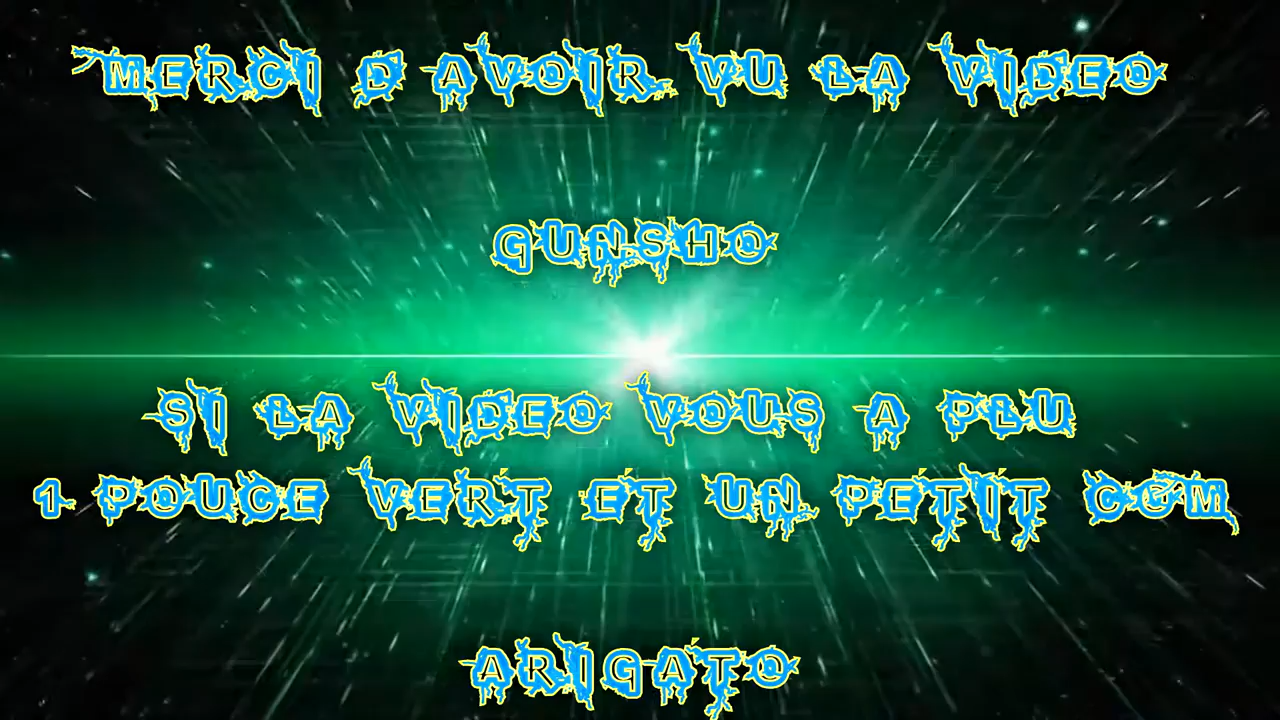 MERCI D AVOIR VU LA VIDEO
GUNSHO
SI LA VIDEO VOUS A PLU
1 POUCE VERT ET UN PETIT COM
ARIGATO